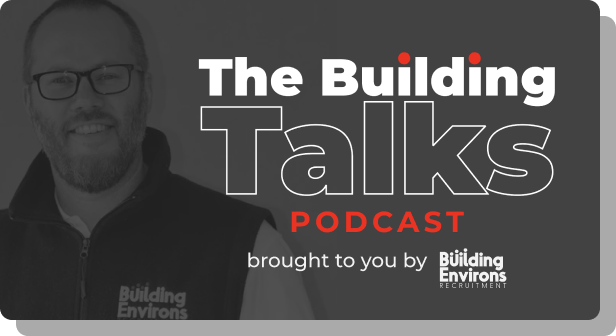 The Building
Talks
PODCAST
brought to you by
Building
Environs
RECRUITMENT
Building
Environs